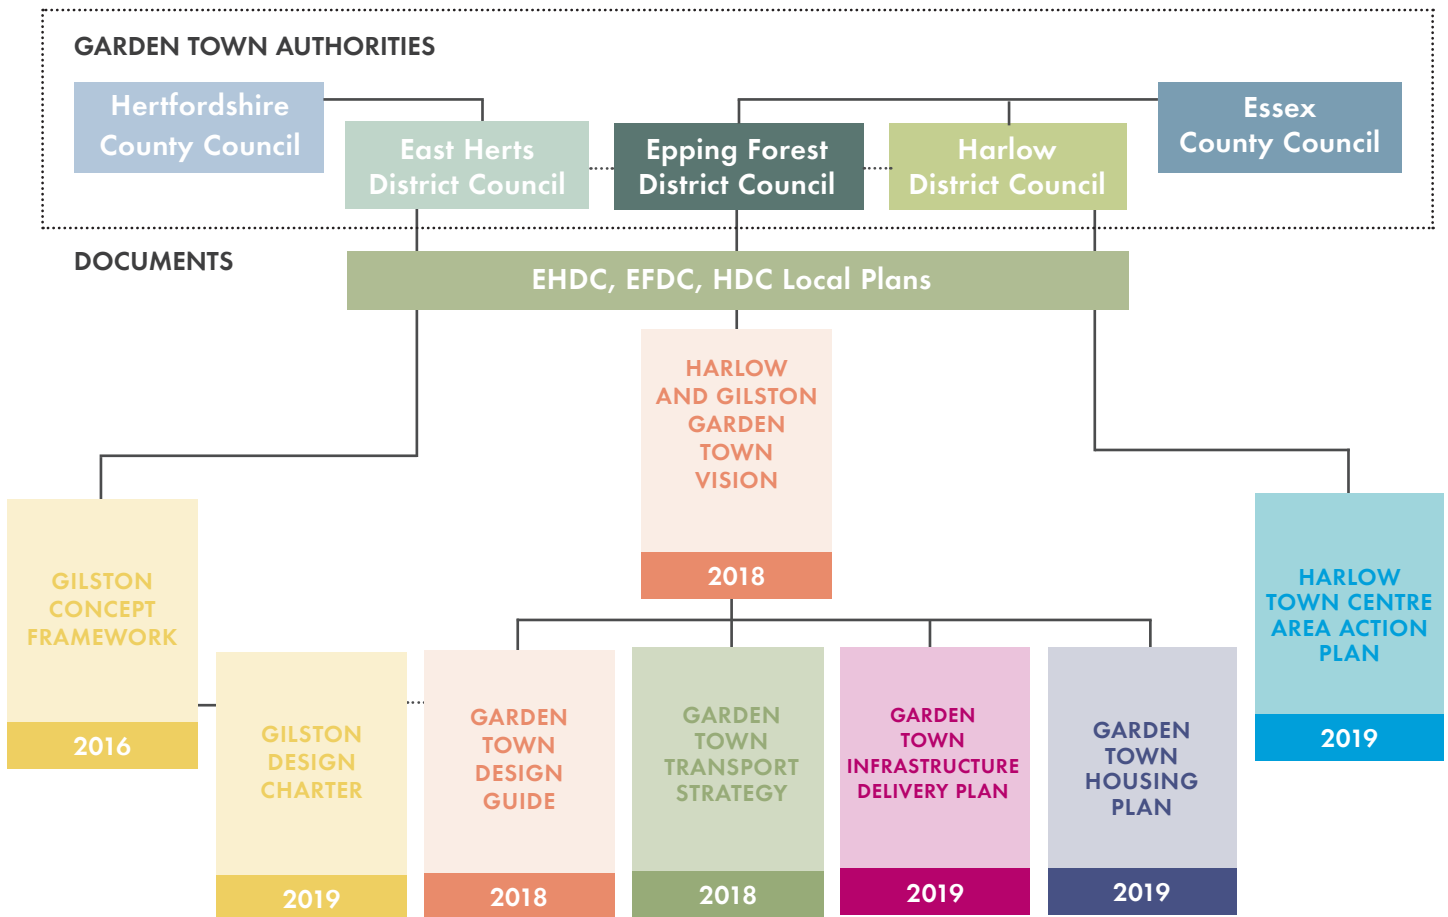 GARDEN TOWN AUTHORITIES
Hertfordshire
County Council
East Herts
District Council
Epping Forest
District Council
Harlow
District Council
Essex
County Council
DOCUMENTS
EHDC, EFDC, HDC Local Plans
HARLOW
AND GILSTON
GARDEN
TOWN
VISION
2018
GILSTON
CONCEPT
FRAMEWORK
2016
GILSTON
DESIGN
CHARTER
2019
GARDEN
TOWN
DESIGN
GUIDE
2018
GARDEN
TOWN
TRANSPORT
STRATEGY
2018
GARDEN
TOWN
INFRASTRUCTURE
DELIVERY PLAN
2019
GARDEN
TOWN
HOUSING
PLAN
2019
HARLOW
TOWN CENTRE
AREA ACTION
PLAN
2019